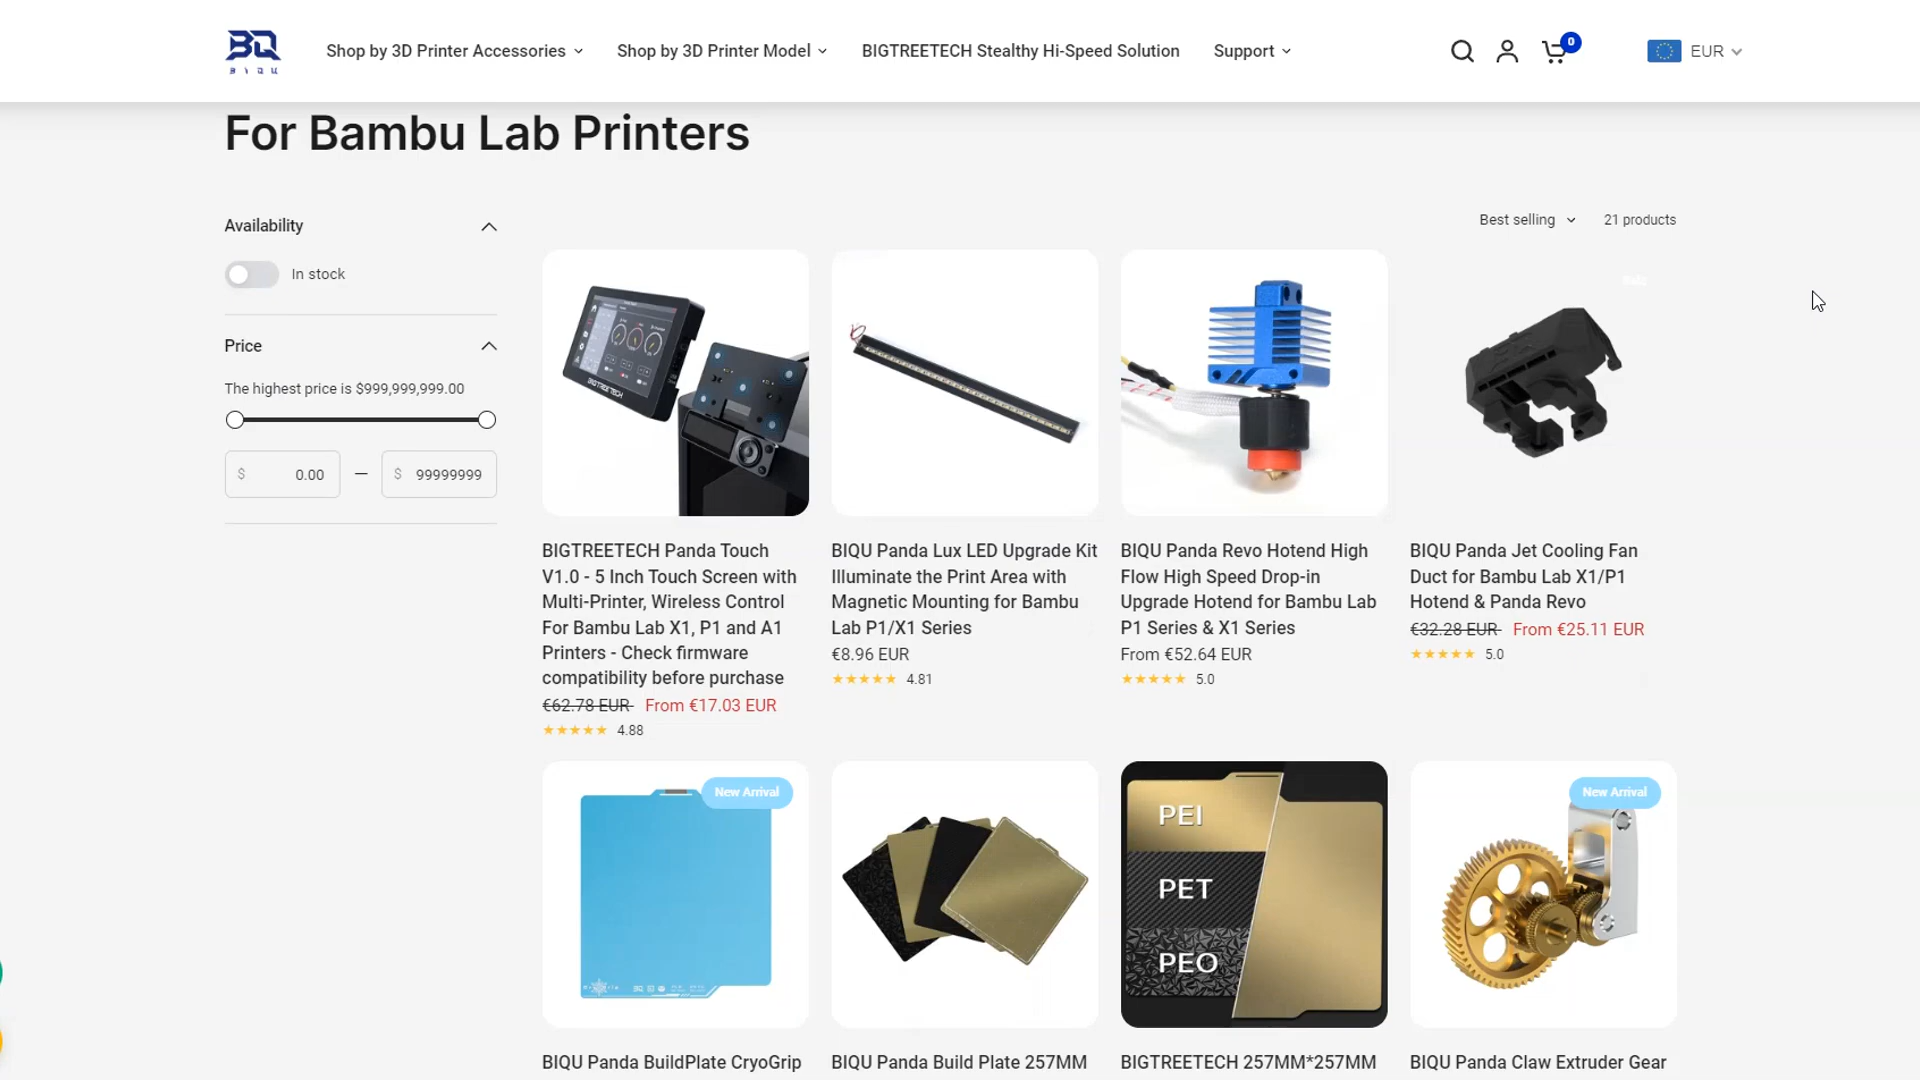 BIQU
Shop by 3D Printer Accessories
Shop by 3D Printer Model
BIGTREETECH Stealthy Hi-Speed Solution
Support
0
EUR
For Bambu Lab Printers
Availability
In stock
Price
The highest price is $999,999,999.00
$ 0.00 — $ 99999999
Best selling
21 products
BIGTREETECH
BIGTREETECH Panda Touch
V1.0 - 5 Inch Touch Screen with
Multi-Printer, Wireless Control
For Bambu Lab X1, P1 and A1
Printers - Check firmware
compatibility before purchase
€62.78 EUR From €17.03 EUR
4.88
BIQU Panda Lux LED Upgrade Kit
Illuminate the Print Area with
Magnetic Mounting for Bambu
Lab P1/X1 Series
€8.96 EUR
4.81
BIQU Panda Revo Hotend High
Flow High Speed Drop-in
Upgrade Hotend for Bambu Lab
P1 Series & X1 Series
From €52.64 EUR
5.0
BIQU Panda Jet Cooling Fan
Duct for Bambu Lab X1/P1
Hotend & Panda Revo
€32.28 EUR From €25.11 EUR
5.0
New Arrival
PEI
PET
PEO
New Arrival
BIQU Panda BuildPlate CryoGrip
BIQU Panda Build Plate 257MM
BIGTREETECH 257MM*257MM
BIQU Panda Claw Extruder Gear